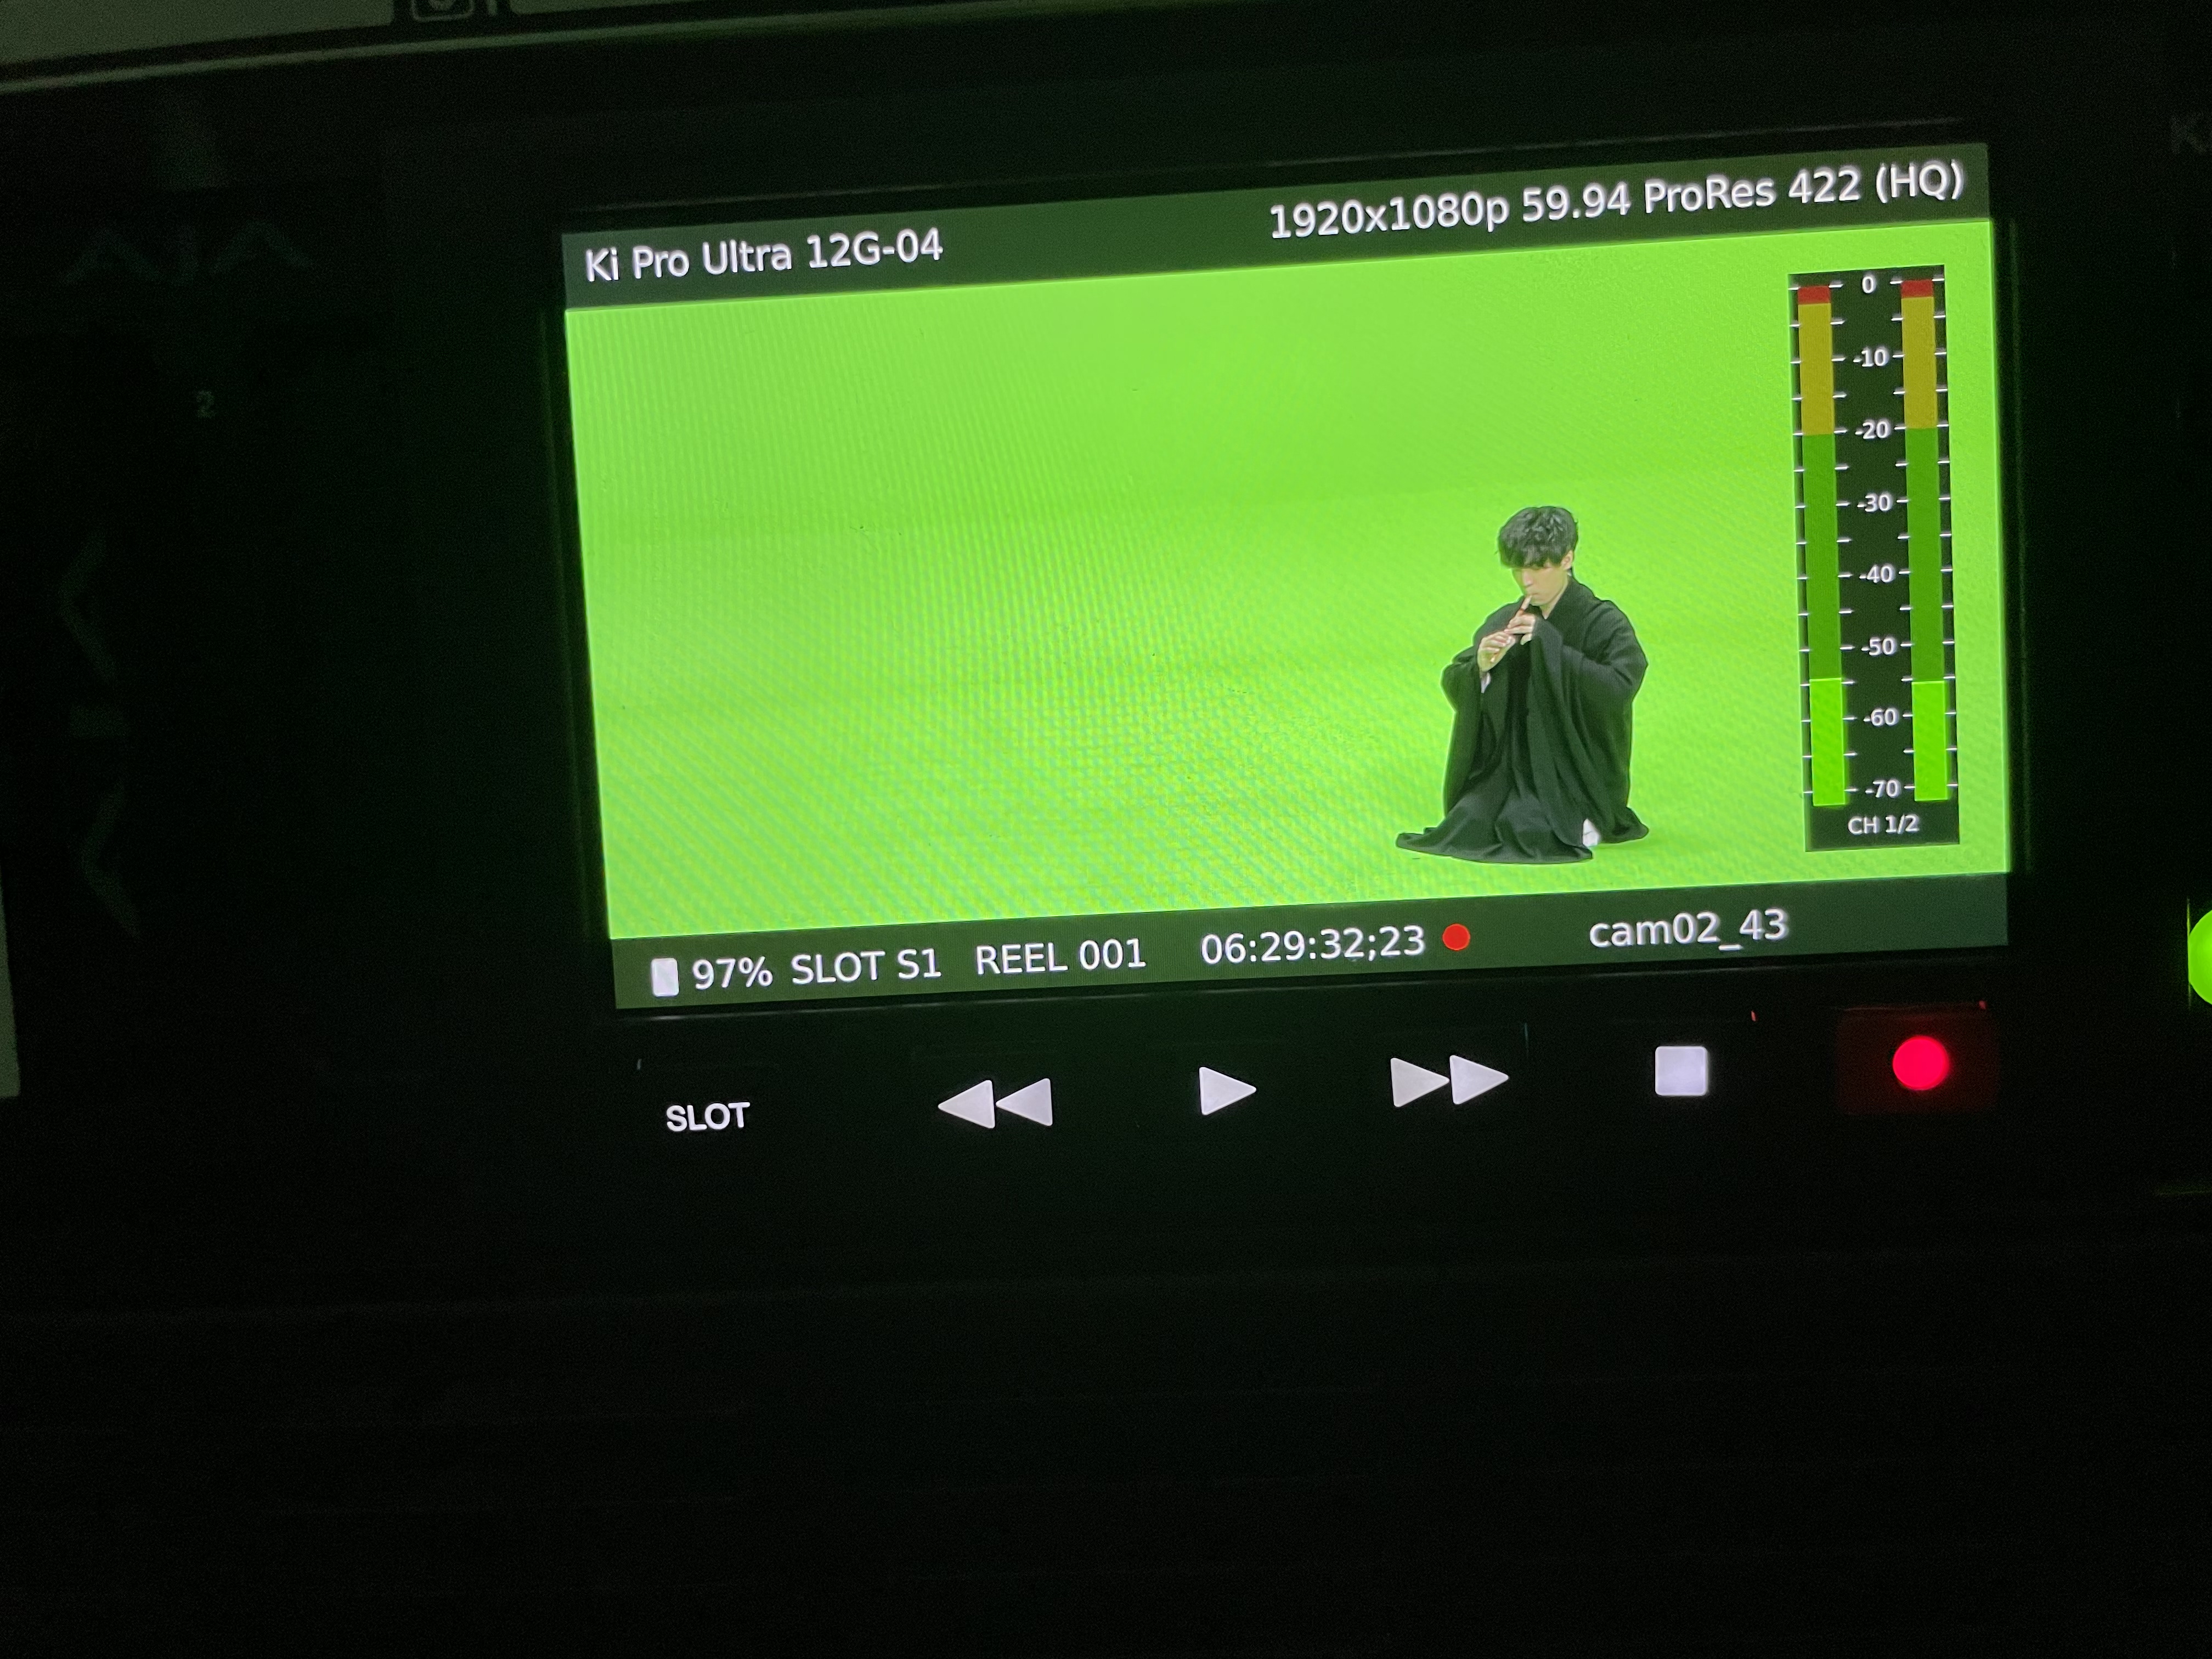 Ki Pro Ultra 12G-04
1920x1080p 59.94 ProRes 422 (HQ)
0
-10
-20
-30
-40
-50
-60
-70
CH 1/2
97% SLOT S1 REEL 001 06:29:32;23 cam02_43
SLOT
2